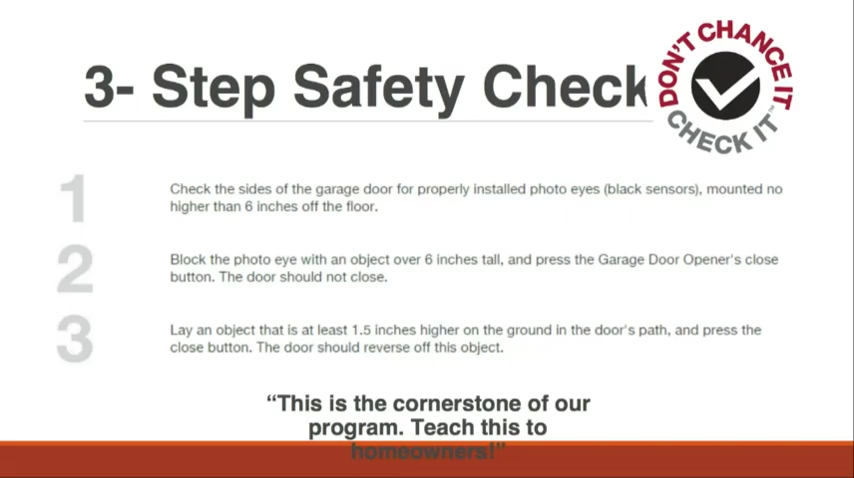 3- Step Safety Check
DON'T CHANCE IT
CHECK IT™
1
Check the sides of the garage door for properly installed photo eyes (black sensors), mounted no
higher than 6 inches off the floor.
2
Block the photo eye with an object over 6 inches tall, and press the Garage Door Opener's close
button. The door should not close.
3
Lay an object that is at least 1.5 inches higher on the ground in the door's path, and press the
close button. The door should reverse off this object.
“This is the cornerstone of our
program. Teach this to
homeowners!”